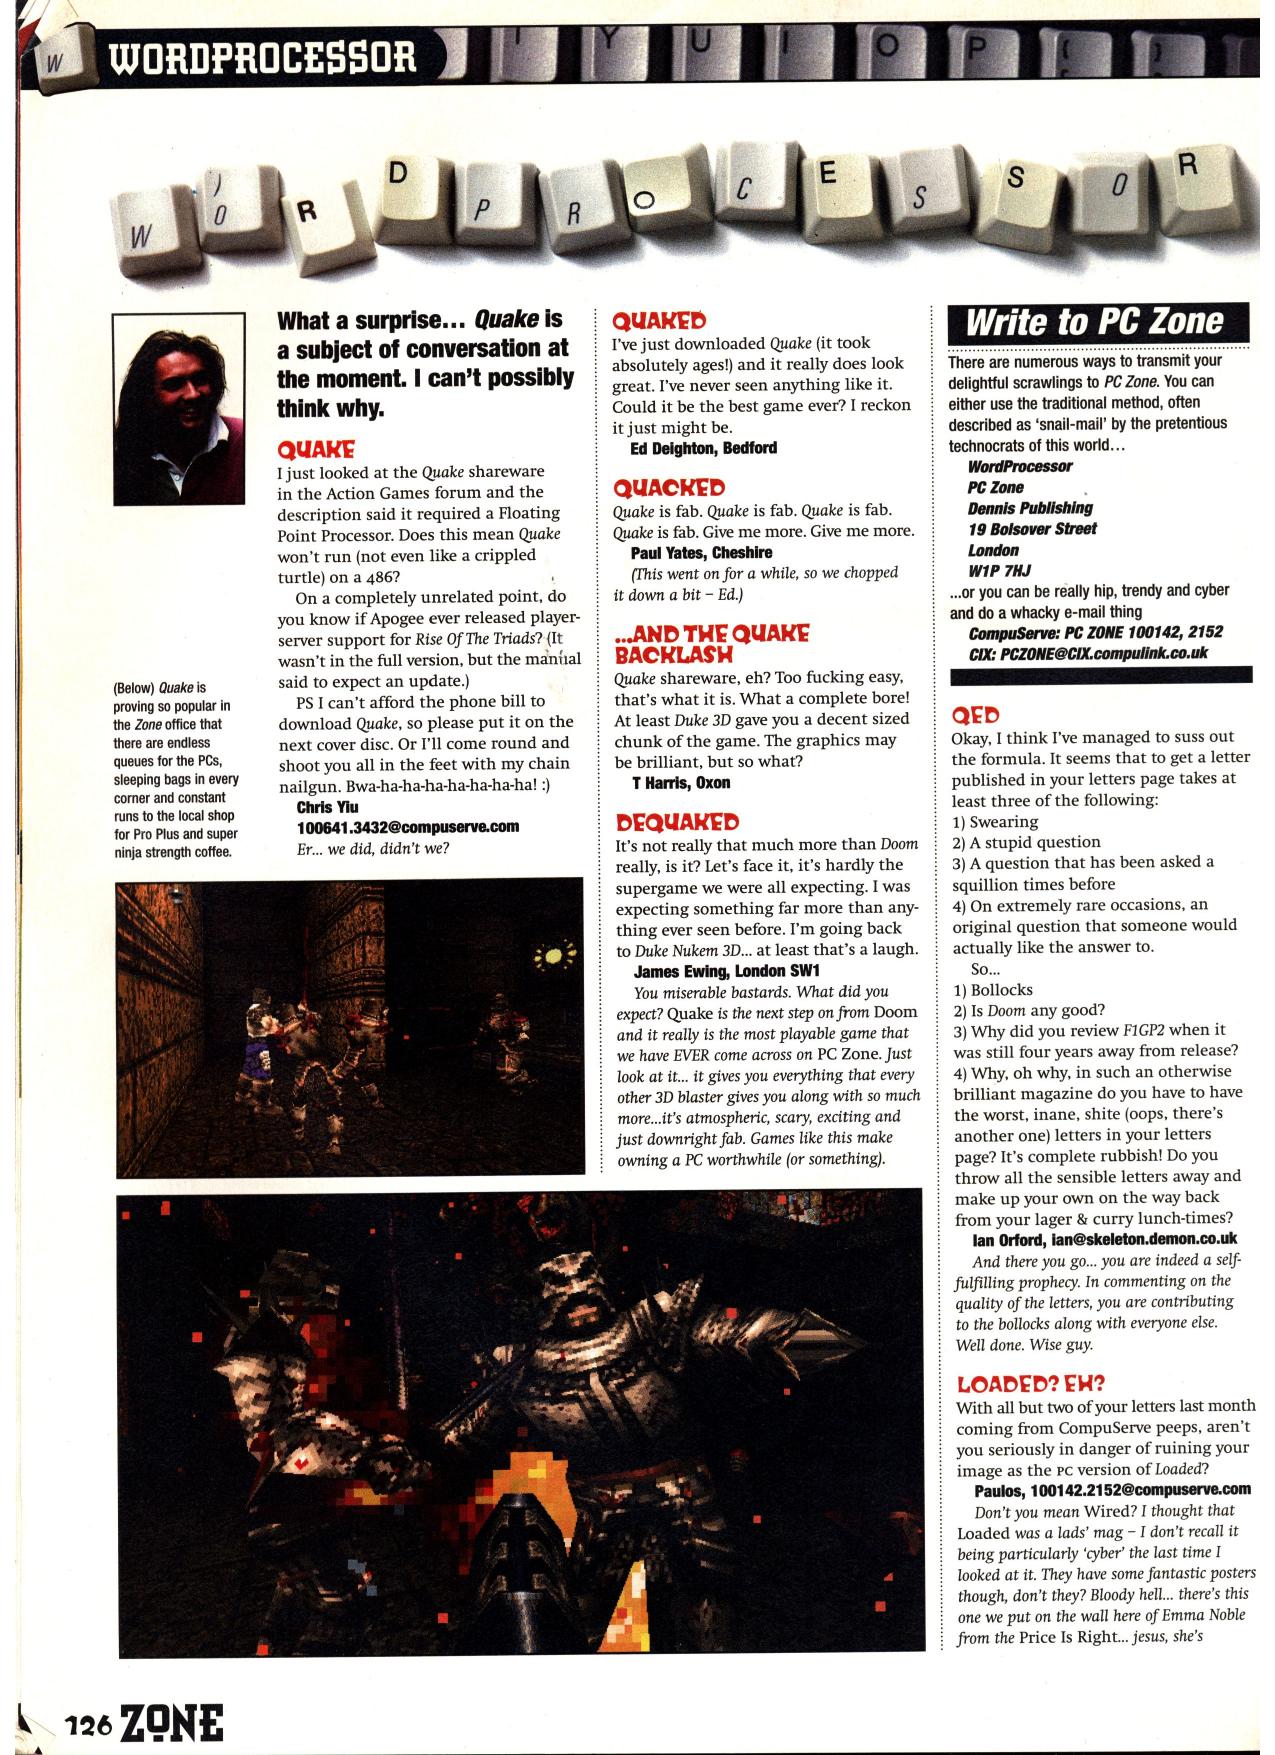 W
WORDPROCESSOR
I Y U I O P { }
W ) 0 R D P R O C E S S O R
What a surprise... Quake is
a subject of conversation at
the moment. I can't possibly
think why.
QUAKE
I just looked at the Quake shareware
in the Action Games forum and the
description said it required a Floating
Point Processor. Does this mean Quake
won't run (not even like a crippled
turtle) on a 486?
On a completely unrelated point, do
you know if Apogee ever released player-
server support for Rise Of The Triads? (It
wasn't in the full version, but the manual
said to expect an update.)
PS I can't afford the phone bill to
download Quake, so please put it on the
next cover disc. Or I'll come round and
shoot you all in the feet with my chain
nailgun. Bwa-ha-ha-ha-ha-ha-ha-ha! :)
Chris Yiu
100641.3432@compuserve.com
Er... we did, didn't we?
(Below) Quake is
proving so popular in
the Zone office that
there are endless
queues for the PCs,
sleeping bags in every
corner and constant
runs to the local shop
for Pro Plus and super
ninja strength coffee.
QUAKED
I've just downloaded Quake (it took
absolutely ages!) and it really does look
great. I've never seen anything like it.
Could it be the best game ever? I reckon
it just might be.
Ed Deighton, Bedford
QUACKED
Quake is fab. Quake is fab. Quake is fab.
Quake is fab. Give me more. Give me more.
Paul Yates, Cheshire
(This went on for a while, so we chopped
it down a bit – Ed.)
...AND THE QUAKE
BACKLASH
Quake shareware, eh? Too fucking easy,
that's what it is. What a complete bore!
At least Duke 3D gave you a decent sized
chunk of the game. The graphics may
be brilliant, but so what?
T Harris, Oxon
DEQUAKED
It's not really that much more than Doom
really, is it? Let's face it, it's hardly the
supergame we were all expecting. I was
expecting something far more than any-
thing ever seen before. I'm going back
to Duke Nukem 3D... at least that's a laugh.
James Ewing, London SW1
You miserable bastards. What did you
expect? Quake is the next step on from Doom
and it really is the most playable game that
we have EVER come across on PC Zone. Just
look at it... it gives you everything that every
other 3D blaster gives you along with so much
more...it's atmospheric, scary, exciting and
just downright fab. Games like this make
owning a PC worthwhile (or something).
Write to PC Zone
There are numerous ways to transmit your
delightful scrawlings to PC Zone. You can
either use the traditional method, often
described as 'snail-mail' by the pretentious
technocrats of this world...
WordProcessor
PC Zone
Dennis Publishing
19 Bolsover Street
London
W1P 7HJ
...or you can be really hip, trendy and cyber
and do a whacky e-mail thing
CompuServe: PC ZONE 100142, 2152
CIX: PCZONE@CIX.compulink.co.uk
QED
Okay, I think I've managed to suss out
the formula. It seems that to get a letter
published in your letters page takes at
least three of the following:
1) Swearing
2) A stupid question
3) A question that has been asked a
squillion times before
4) On extremely rare occasions, an
original question that someone would
actually like the answer to.
So...
1) Bollocks
2) Is Doom any good?
3) Why did you review F1GP2 when it
was still four years away from release?
4) Why, oh why, in such an otherwise
brilliant magazine do you have to have
the worst, inane, shite (oops, there's
another one) letters in your letters
page? It's complete rubbish! Do you
throw all the sensible letters away and
make up your own on the way back
from your lager & curry lunch-times?
Ian Orford, ian@skeleton.demon.co.uk
And there you go... you are indeed a self-
fulfilling prophecy. In commenting on the
quality of the letters, you are contributing
to the bollocks along with everyone else.
Well done. Wise guy.
LOADED? EH?
With all but two of your letters last month
coming from CompuServe peeps, aren't
you seriously in danger of ruining your
image as the PC version of Loaded?
Paulos, 100142.2152@compuserve.com
Don't you mean Wired? I thought that
Loaded was a lads' mag – I don't recall it
being particularly 'cyber' the last time I
looked at it. They have some fantastic posters
though, don't they? Bloody hell... there's this
one we put on the wall here of Emma Noble
from the Price Is Right... jesus, she's
126 ZONE